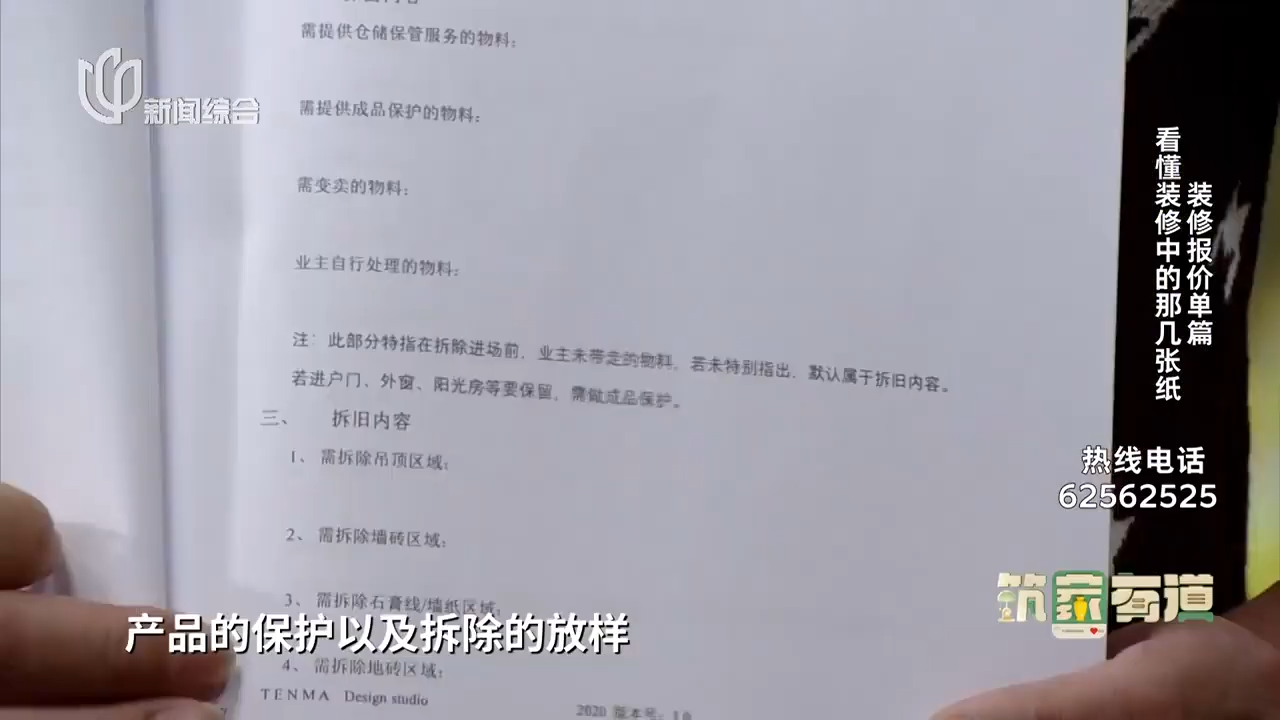 需提供仓储保管服务的物料:
新闻综合
需提供成品保护的物料:
需变卖的物料:
业主自行处理的物料:
注: 此部分特指在拆除进场前,业主未带走的物料,若未特别指出,默认属于拆旧内容。
若进户门、外窗、阳光房等要保留,需做成品保护。
三、 拆旧内容
1、 需拆除吊顶区域:
2、 需拆除墙砖区域:
3、 需拆除石膏线/墙纸区域:
4、 需拆除地砖区域:
TENMA Design studio
2020 版本号:1.0
装修报价单篇
看懂装修中的那几张纸
热线电话
62562525
筑家有道
产品的保护以及拆除的放样